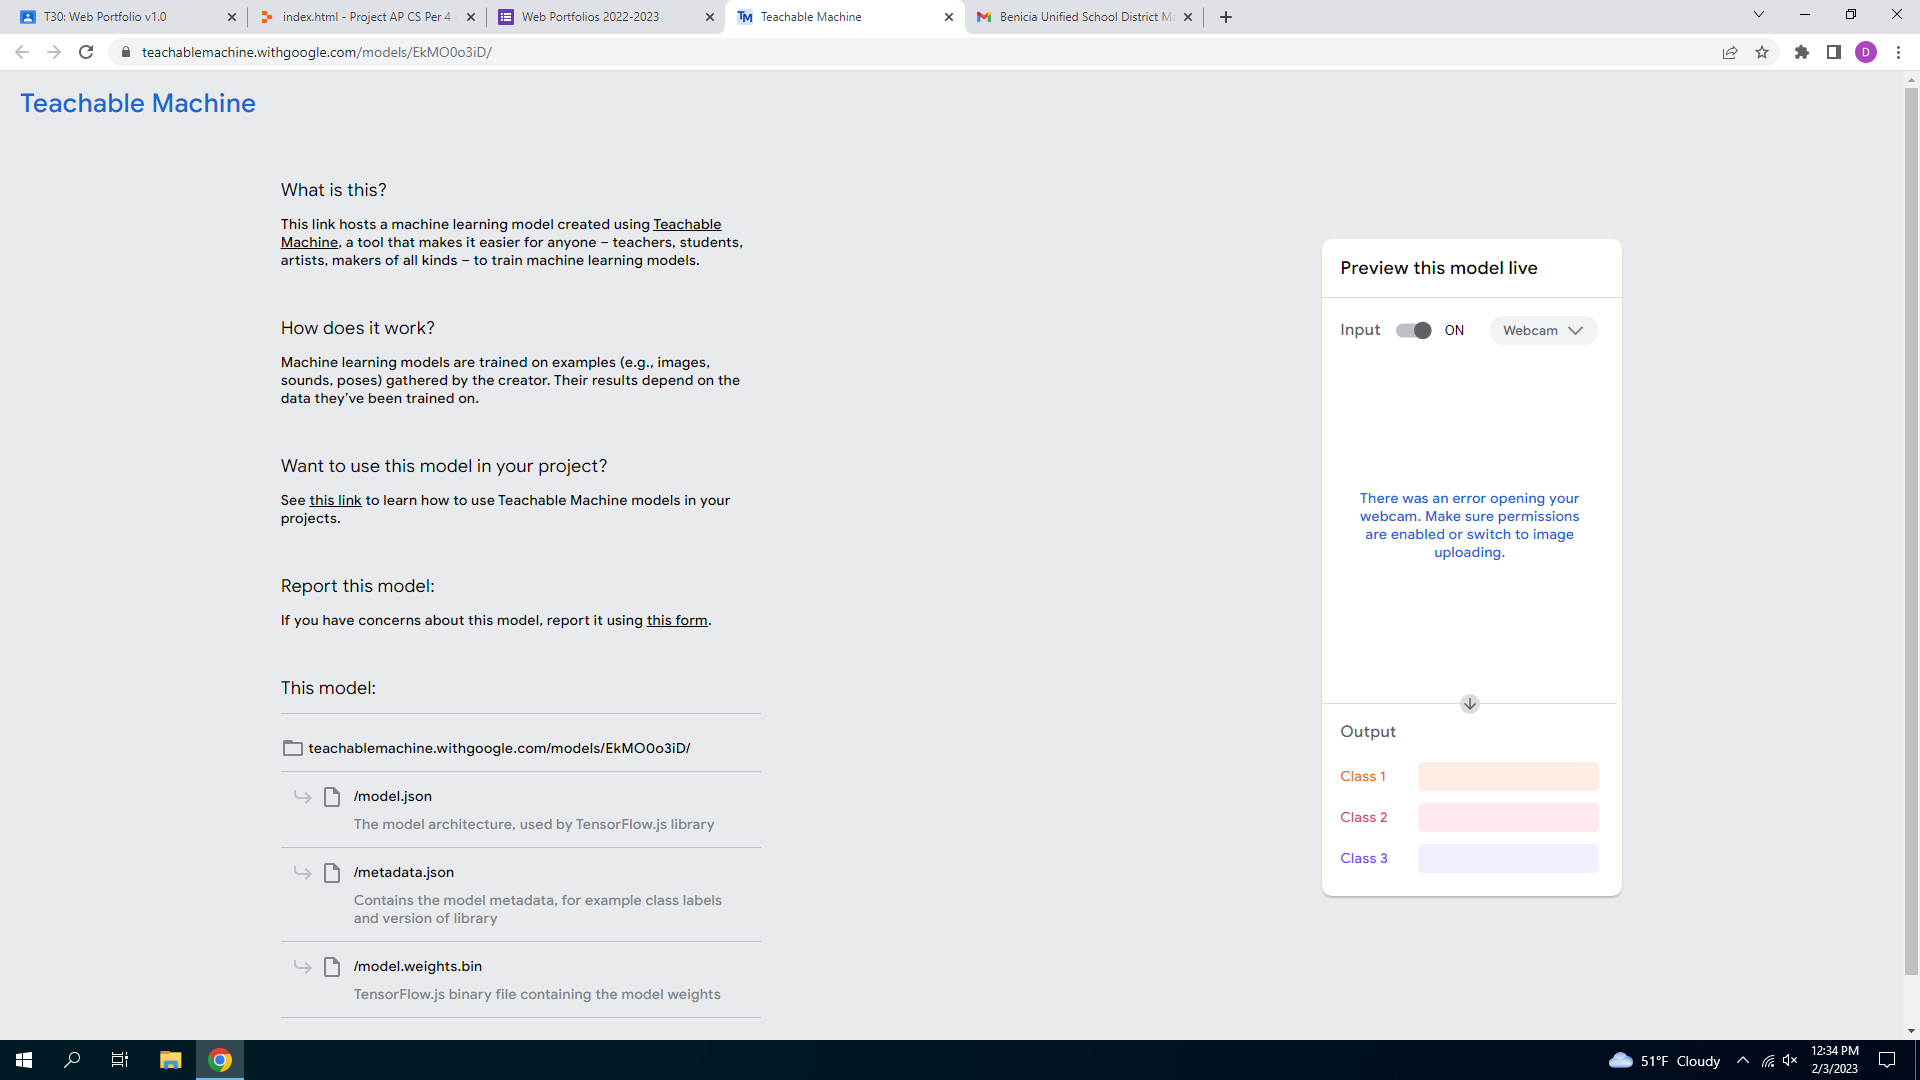 T30: Web Portfolio v1.0
index.html - Project AP CS Per 4 -
Web Portfolios 2022-2023
TM Teachable Machine
Benicia Unified School District Ma
teachablemachine.withgoogle.com/models/EkMO0o3iD/
D
Teachable Machine
What is this?
This link hosts a machine learning model created using Teachable
Machine, a tool that makes it easier for anyone – teachers, students,
artists, makers of all kinds – to train machine learning models.
How does it work?
Machine learning models are trained on examples (e.g., images,
sounds, poses) gathered by the creator. Their results depend on the
data they’ve been trained on.
Want to use this model in your project?
See this link to learn how to use Teachable Machine models in your
projects.
Report this model:
If you have concerns about this model, report it using this form.
This model:
teachablemachine.withgoogle.com/models/EkMO0o3iD/
/model.json
The model architecture, used by TensorFlow.js library
/metadata.json
Contains the model metadata, for example class labels
and version of library
/model.weights.bin
TensorFlow.js binary file containing the model weights
Preview this model live
Input ON Webcam
There was an error opening your
webcam. Make sure permissions
are enabled or switch to image
uploading.
Output
Class 1
Class 2
Class 3
51°F Cloudy
12:34 PM
2/3/2023